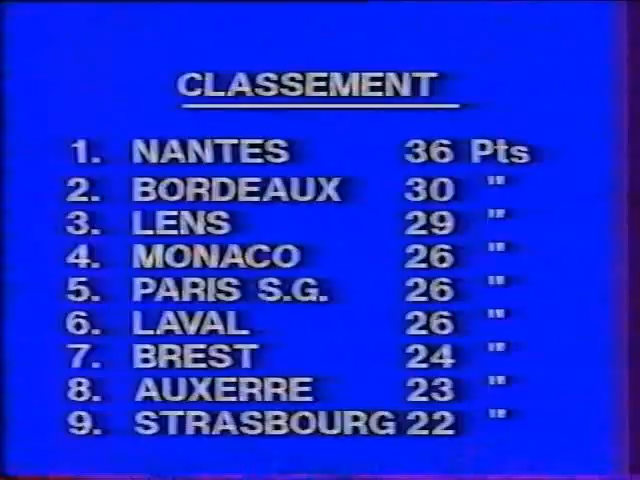 CLASSEMENT
1. NANTES 36 Pts
2. BORDEAUX 30 "
3. LENS 29 "
4. MONACO 26 "
5. PARIS S.G. 26 "
6. LAVAL 26 "
7. BREST 24 "
8. AUXERRE 23 "
9. STRASBOURG 22 "